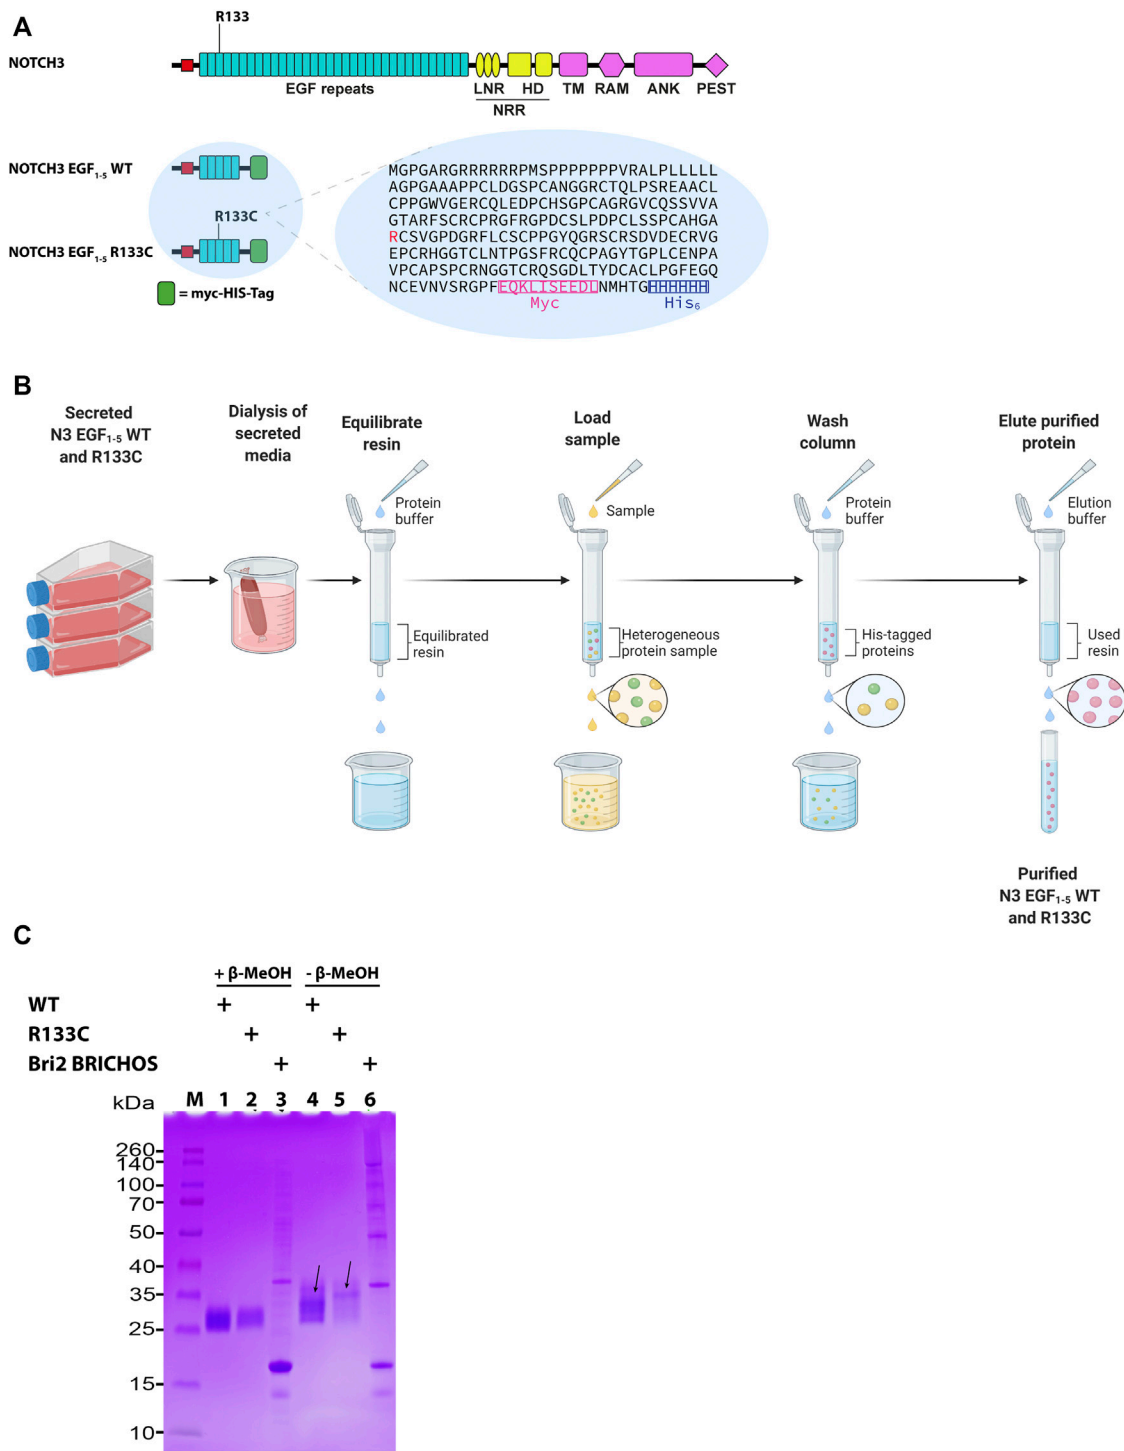 A
R133
NOTCH3
EGF repeats
LNR HD TM RAM ANK PEST
NRR
NOTCH3 EGF1-5 WT
R133C
NOTCH3 EGF1-5 R133C
= myc-HIS-Tag
MGPGARGRRRRRRPMSPPPPPPPVRALPLLLLL
AGPGAAAPPCLDGSPCANGGRCTQLPSREAACL
CPPGWVGERCQLEDPCHSGPCAGRGVCQSSVVA
GTARFSCRCPRGFRGPDCSLPDPCLSSPCAHGA
RCSVGPDGRFLCSCPPGYQGRSCRSDVDECRVG
EPCRHGGTCLNTPGSFRCQCPAGYTGPLCENPA
VPCAPSPCRNGGTCRQSGDLTYDCACLPGFEGQ
NCEVNVSRGPFEQKLISEEDLNMHTGHHHHHH
Myc His6
B
Secreted
N3 EGF1-5 WT
and R133C
Dialysis of
secreted
media
Equilibrate
resin
Load
sample
Wash
column
Elute purified
protein
Protein
buffer
Sample
Protein
buffer
Elution
buffer
Equilibrated
resin
Heterogeneous
protein sample
His-tagged
proteins
Used
resin
Purified
N3 EGF1-5 WT
and R133C
C
+ β-MeOH - β-MeOH
WT + +
R133C + +
Bri2 BRICHOS + +
kDa M 1 2 3 4 5 6
260
140
100
70
50
40
35
25
15
10